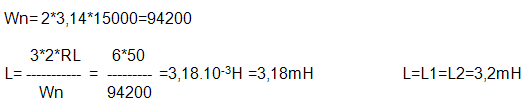 Wn= 2*3,14*15000=94200
3*2*RL 6*50
L= ----------- = --------- =3,18.10-3H =3,18mH L=L1=L2=3,2mH
Wn 94200